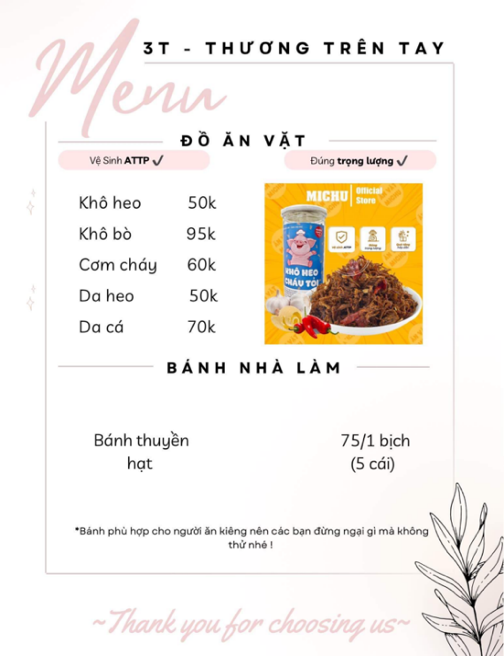 3T - THƯƠNG TRÊN TAY
Menu
ĐỒ ĂN VẶT
Vệ Sinh ATTP ✓
Đúng trọng lượng ✓
Khô heo 50k
Khô bò 95k
Cơm cháy 60k
Da heo 50k
Da cá 70k
MICHU Official
Store
KHÔ HEO
CHÁY TỎI
BÁNH NHÀ LÀM
Bánh thuyền 75/1 bịch
hạt (5 cái)
*Bánh phù hợp cho người ăn kiêng nên các bạn đừng ngại gì mà không
thử nhé !
~Thank you for choosing us~